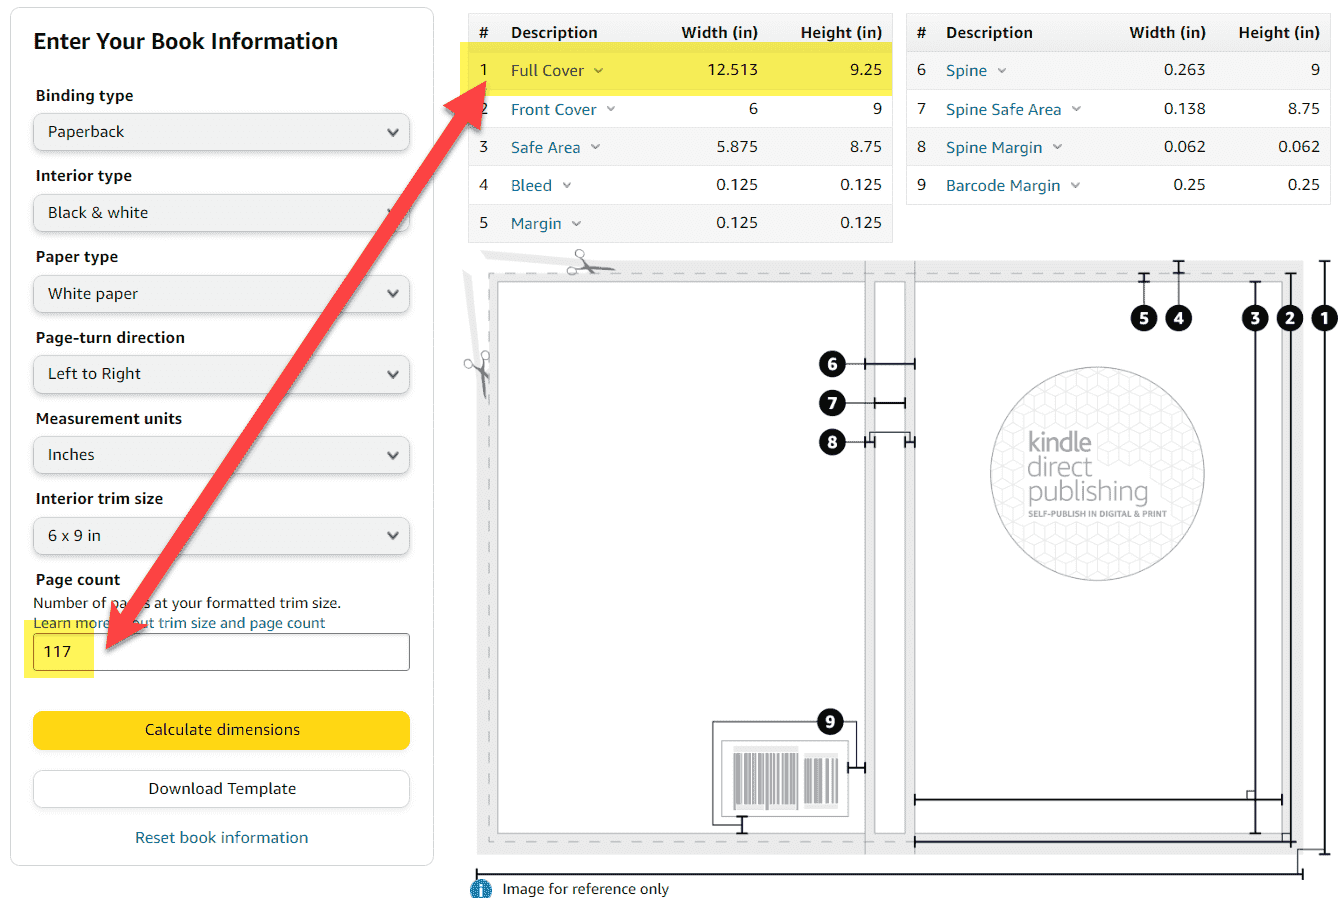 Enter Your Book Information
Binding type
Paperback
Interior type
Black & white
Paper type
White paper
Page-turn direction
Left to Right
Measurement units
Inches
Interior trim size
6 x 9 in
Page count
Number of at your formatted trim size.
Learn more trim size and page count
117
Calculate dimensions
Download Template
Reset book information
# Description Width (in) Height (in)
1 Full Cover 12.513 9.25
2 Front Cover 6 9
3 Safe Area 5.875 8.75
4 Bleed 0.125 0.125
5 Margin 0.125 0.125
# Description Width (in) Height (in)
6 Spine 0.263 9
7 Spine Safe Area 0.138 8.75
8 Spine Margin 0.062 0.062
9 Barcode Margin 0.25 0.25
5 4 3 2 1
6
7
8
kindle
direct
publishing
SELF-PUBLISH IN DIGITAL & PRINT
9
i Image for reference only